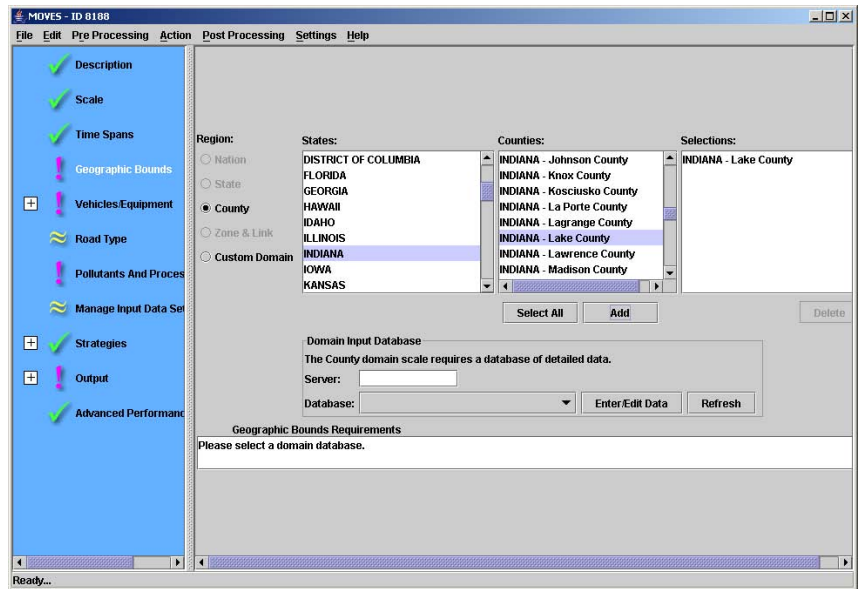 MOVES - ID 8188
File Edit Pre Processing Action Post Processing Settings Help
Description
Scale
Time Spans
Geographic Bounds
Vehicles/Equipment
Road Type
Pollutants And Proces
Manage Input Data Set
Strategies
Output
Advanced Performanc
Region:
Nation
State
County
Zone & Link
Custom Domain
States:
DISTRICT OF COLUMBIA
FLORIDA
GEORGIA
HAWAII
IDAHO
ILLINOIS
INDIANA
IOWA
KANSAS
Counties:
INDIANA - Johnson County
INDIANA - Knox County
INDIANA - Kosciusko County
INDIANA - La Porte County
INDIANA - Lagrange County
INDIANA - Lake County
INDIANA - Lawrence County
INDIANA - Madison County
Selections:
INDIANA - Lake County
Select All Add Delete
Domain Input Database
The County domain scale requires a database of detailed data.
Server:
Database: Enter/Edit Data Refresh
Geographic Bounds Requirements
Please select a domain database.
Ready...